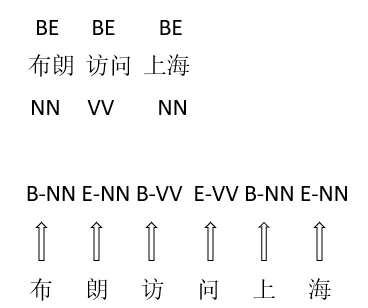 BE BE BE
布朗 访问 上海
NN VV NN
B-NN E-NN B-VV E-VV B-NN E-NN
布 朗 访 问 上 海